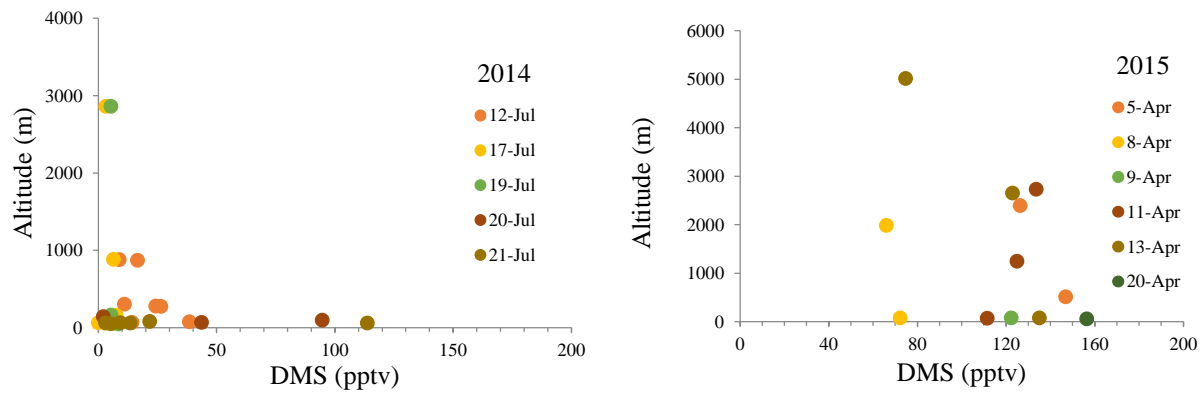 4000
3000
2000
1000
0
Altitude (m)
0 50 100 150 200
DMS (pptv)
2014
12-Jul
17-Jul
19-Jul
20-Jul
21-Jul
6000
5000
4000
3000
2000
1000
0
Altitude (m)
0 40 80 120 160 200
DMS (pptv)
2015
5-Apr
8-Apr
9-Apr
11-Apr
13-Apr
20-Apr